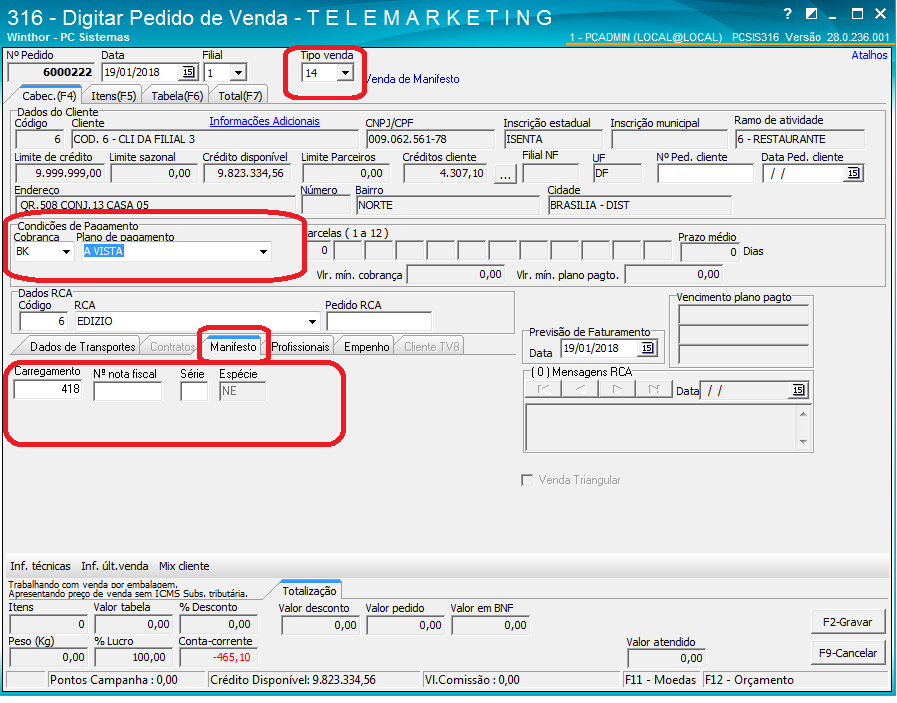 316 - Digitar Pedido de Venda - T E L E M A R K E T I N G
Winthor - PC Sistemas
1 - PCADMIN (LOCAL@LOCAL) PCSIS316 Versão 28.0.236.001
Nº Pedido Data Filial Tipo venda Atalhos
6000222 19/01/2018 15 1 14 Venda de Manifesto
Cabec.(F4) Itens(F5) Tabela(F6) Total(F7)
Dados do Cliente
Código Cliente Informações Adicionais CNPJ/CPF Inscrição estadual Inscrição municipal Ramo de atividade
6 COD. 6 - CLI DA FILIAL 3 009.062.561-78 ISENTA 6 - RESTAURANTE
Limite de crédito Limite sazonal Crédito disponível Limite Parceiros Créditos cliente Filial NF UF Nº Ped. cliente Data Ped. cliente
9.999.999,00 0,00 9.823.334,56 0,00 4.307,10 ... DF / / 15
Endereço Número Bairro Cidade
QR.508 CONJ.13 CASA 05 NORTE BRASILIA - DIST
Condições de Pagamento
Cobrança Plano de pagamento arcelas ( 1 a 12 ) Prazo médio
BK A VISTA 0 0 Dias
Vlr. mín. cobrança 0,00 Vlr. mín. plano pagto. 0,00
Dados RCA
Código RCA Pedido RCA
6 EDIZIO
Vencimento plano pagto
Previsão de Faturamento
Data 19/01/2018 15
Dados de Transportes Contratos Manifesto Profissionais Empenho Cliente TV8
Carregamento Nº nota fiscal Série Espécie
418 NE
( 0 ) Mensagens RCA
Data / / 15
Venda Triangular
Inf. técnicas Inf. últ.venda Mix cliente
Trabalhando com venda por embalagem.
Apresentando preço de venda sem ICMS Subs. tributária.
Totalização
Itens Valor tabela % Desconto Valor desconto Valor pedido Valor em BNF
0 0,00 0,00 0,00 0,00 0,00
F2-Gravar
Peso (Kg) % Lucro Conta-corrente Valor atendido
0,00 100,00 -465,10 0,00
F9-Cancelar
Pontos Campanha : 0,00 Crédito Disponível: 9.823.334,56 Vl.Comissão : 0,00 F11 - Moedas F12 - Orçamento